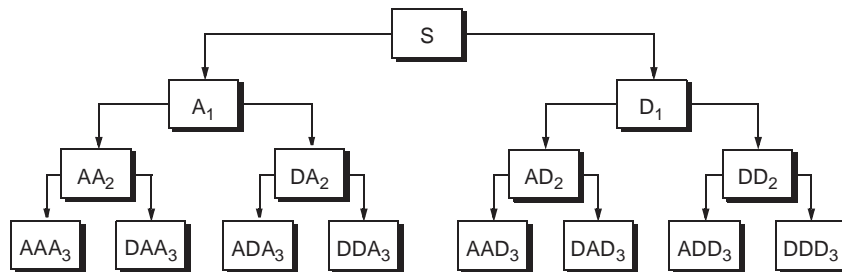 S
A₁ D₁
AA₂ DA₂ AD₂ DD₂
AAA₃ DAA₃ ADA₃ DDA₃ AAD₃ DAD₃ ADD₃ DDD₃